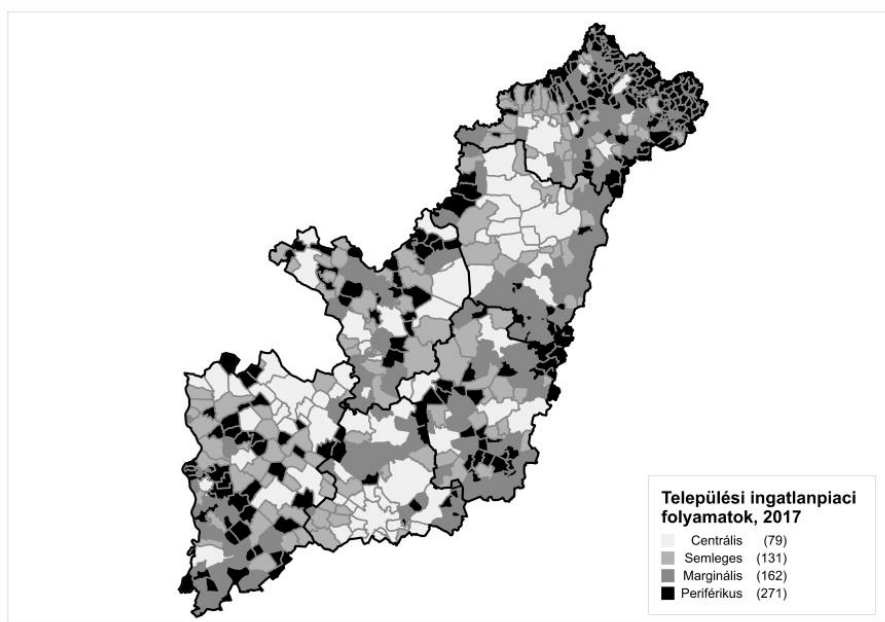 Települési ingatlanpiaci
folyamatok, 2017
Centrális (79)
Semleges (131)
Marginális (162)
Periférikus (271)